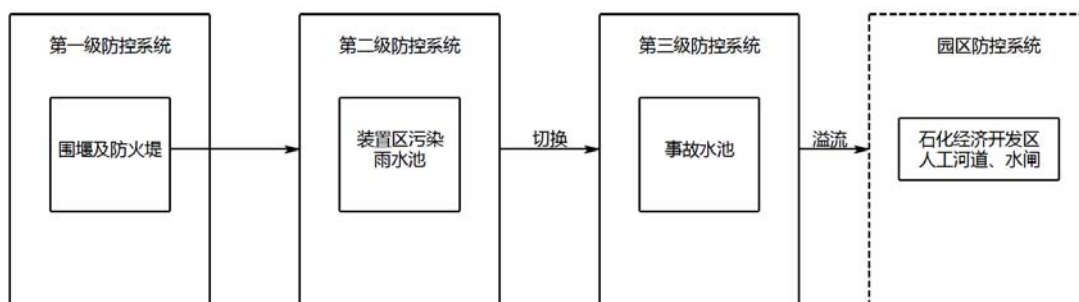 第一级防控系统
第二级防控系统
第三级防控系统
园区防控系统
围堰及防火堤
装置区污染
雨水池
切换
事故水池
溢流
石化经济开发区
人工河道、水闸